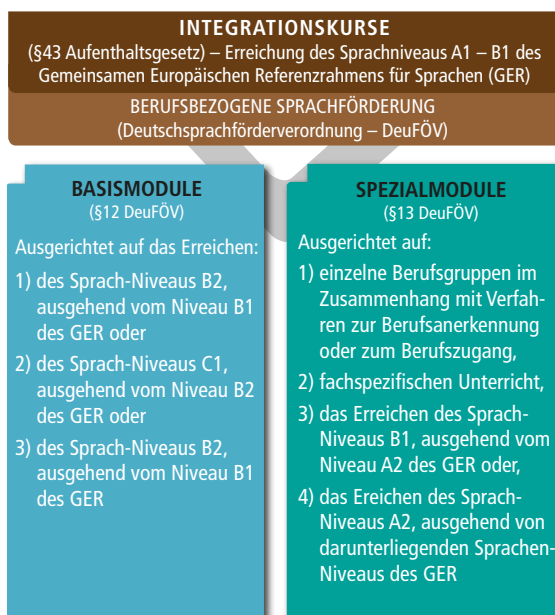 INTEGRATIONSKURSE
(§43 Aufenthaltsgesetz) – Erreichung des Sprachniveaus A1 – B1 des
Gemeinsamen Europäischen Referenzrahmens für Sprachen (GER)
BERUFSBEZOGENE SPRACHFÖRDERUNG
(Deutschsprachförderverordnung – DeuFÖV)
BASISMODULE
(§12 DeuFÖV)
Ausgerichtet auf das Erreichen:
1) des Sprach-Niveaus B2,
ausgehend vom Niveau B1
des GER oder
2) des Sprach-Niveaus C1,
ausgehend vom Niveau B2
des GER oder
3) des Sprach-Niveaus B2,
ausgehend vom Niveau B1
des GER
SPEZIALMODULE
(§13 DeuFÖV)
Ausgerichtet auf:
1) einzelne Berufsgruppen im
Zusammenhang mit Verfah-
ren zur Berufsanerkennung
oder zum Berufszugang,
2) fachspezifischen Unterricht,
3) das Erreichen des Sprach-
Niveaus B1, ausgehend vom
Niveau A2 des GER oder,
4) das Ereichen des Sprach-
Niveaus A2, ausgehend von
darunterliegenden Sprachen-
Niveaus des GER